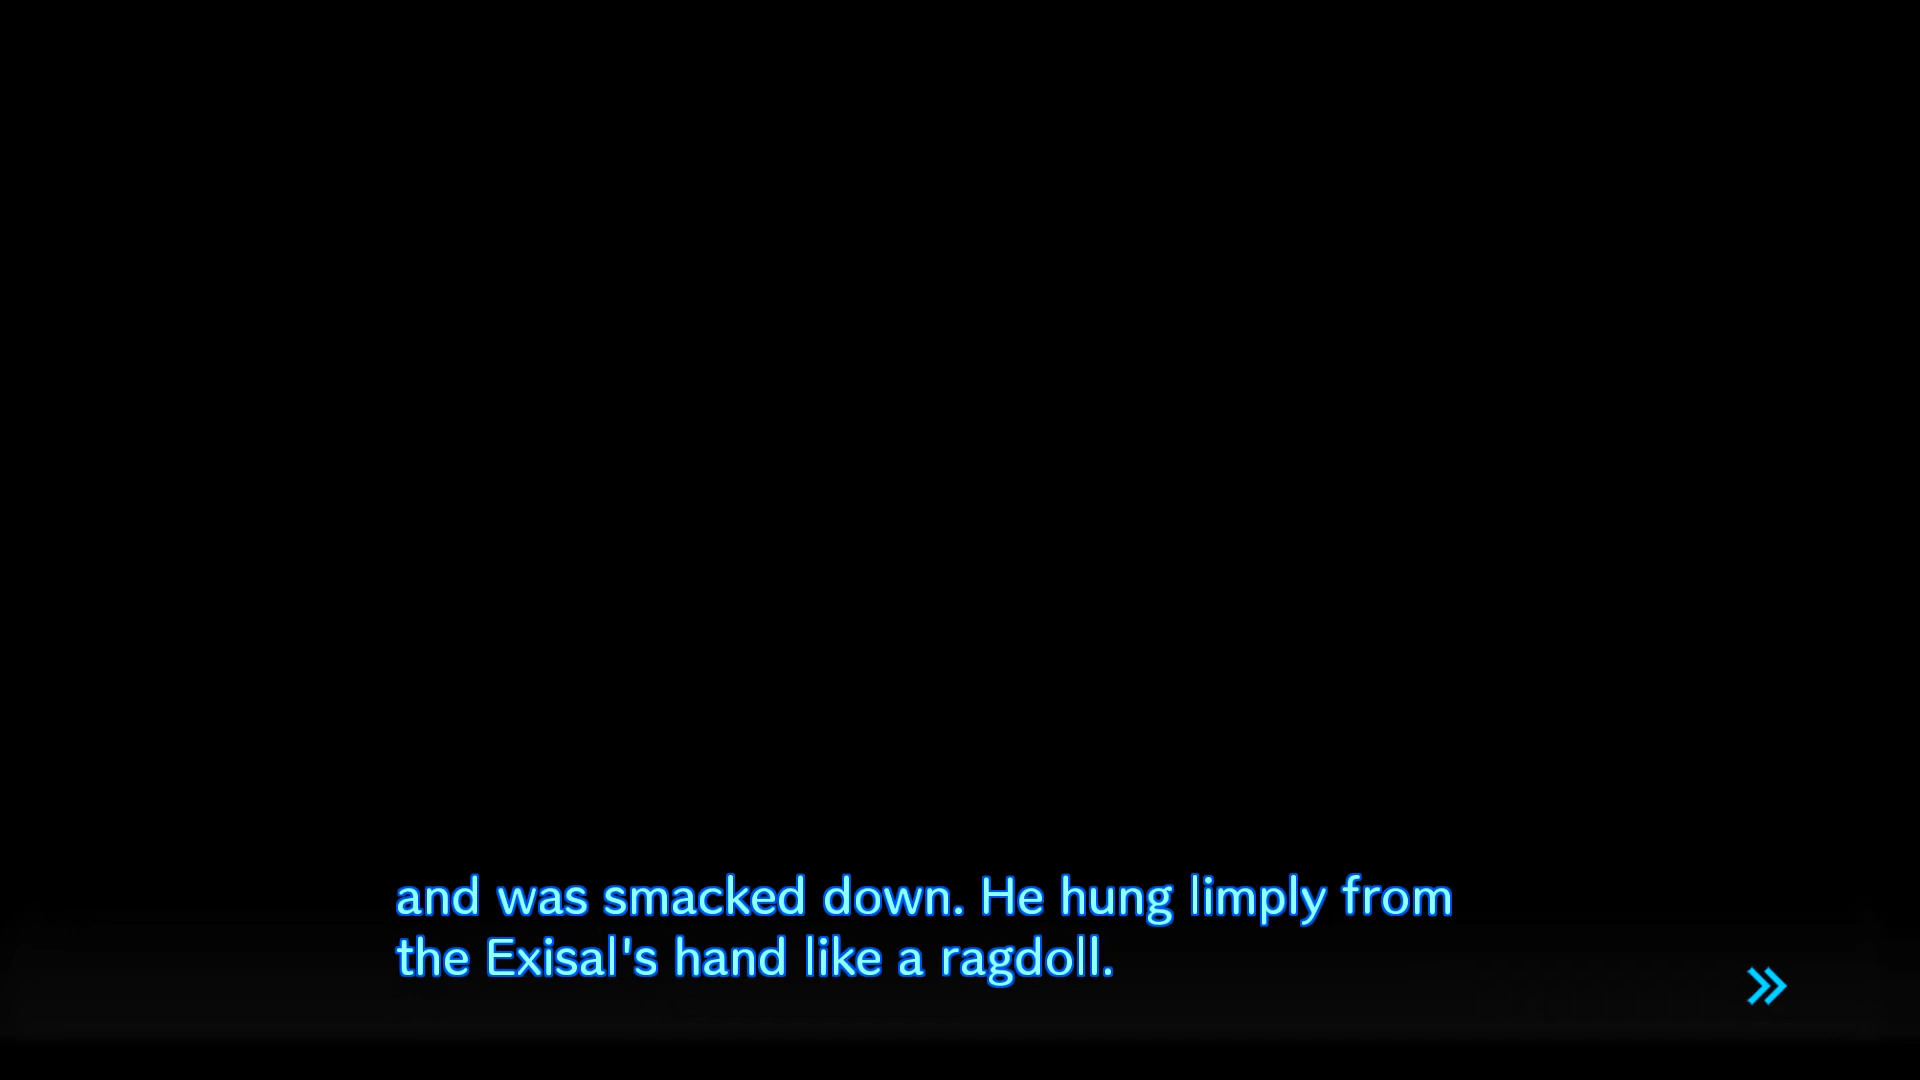 and was smacked down. He hung limply from
the Exisal's hand like a ragdoll.